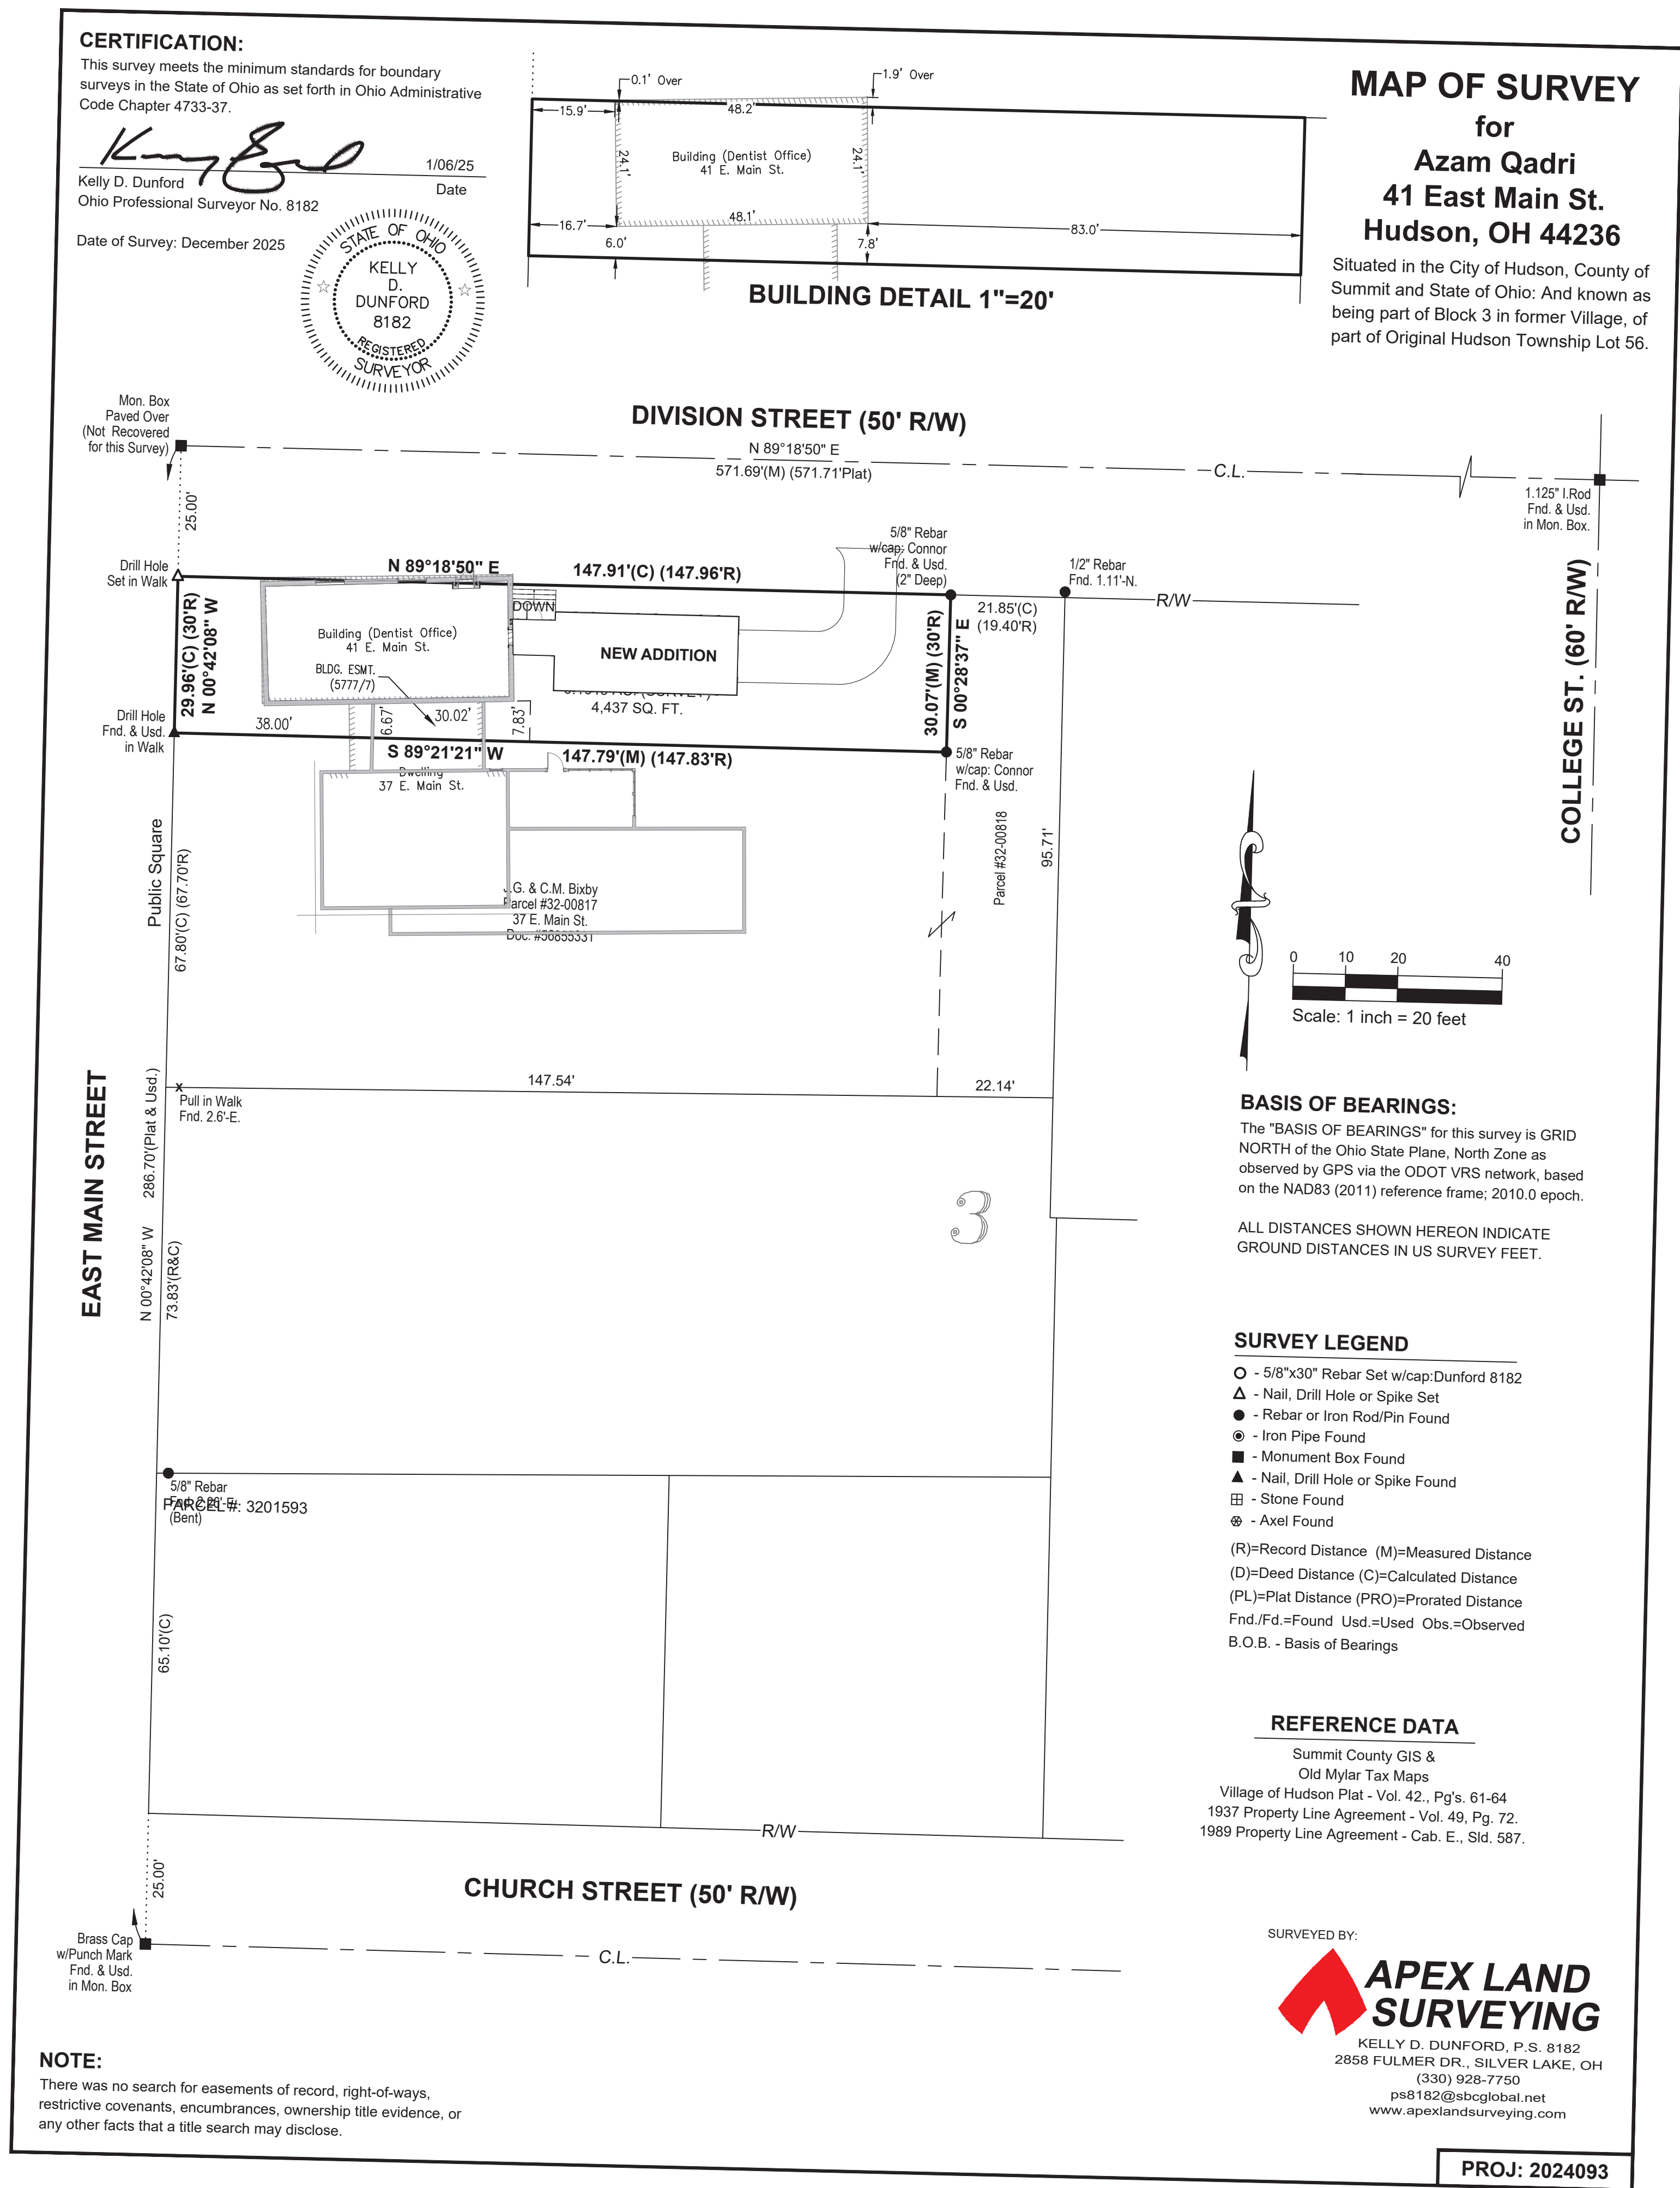 CERTIFICATION:
This survey meets the minimum standards for boundary
surveys in the State of Ohio as set forth in Ohio Administrative
Code Chapter 4733-37.
1/06/25
Kelly D. Dunford
Date
Ohio Professional Surveyor No. 8182
Date of Survey: December 2025
STATE OF OHIO
KELLY
D.
DUNFORD
8182
REGISTERED
SURVEYOR
0.1' Over
1.9' Over
15.9'
48.2'
24.1'
Building (Dentist Office)
41 E. Main St.
24.1'
16.7'
48.1'
83.0'
6.0'
7.8'
BUILDING DETAIL 1"=20'
MAP OF SURVEY
for
Azam Qadri
41 East Main St.
Hudson, OH 44236
Situated in the City of Hudson, County of
Summit and State of Ohio: And known as
being part of Block 3 in former Village, of
part of Original Hudson Township Lot 56.
Mon. Box
Paved Over
(Not Recovered
for this Survey)
DIVISION STREET (50' R/W)
N 89°18'50" E
571.69'(M) (571.71'Plat)
C.L.
1.125" I.Rod
Fnd. & Usd.
in Mon. Box.
25.00'
Drill Hole
Set in Walk
N 89°18'50" E
147.91'(C) (147.96'R)
5/8" Rebar
w/cap: Connor
Fnd. & Usd.
(2" Deep)
1/2" Rebar
Fnd. 1.11'-N.
R/W
21.85'(C)
(19.40'R)
COLLEGE ST. (60' R/W)
29.96'(C) (30'R)
N 00°42'08" W
Building (Dentist Office)
41 E. Main St.
BLDG. ESMT.
(5777/7)
DOWN
NEW ADDITION
4,437 SQ. FT.
30.07'(M) (30'R)
S 00°28'37" E
Drill Hole
Fnd. & Usd.
in Walk
38.00'
6.67'
30.02'
7.83'
S 89°21'21" W
147.79'(M) (147.83'R)
5/8" Rebar
w/cap: Connor
Fnd. & Usd.
Dwelling
37 E. Main St.
Public Square
67.80'(C) (67.70'R)
J.G. & C.M. Bixby
Parcel #32-00817
37 E. Main St.
Doc. #56855331
Parcel #32-00818
95.71'
0 10 20 40
Scale: 1 inch = 20 feet
147.54'
22.14'
X
Pull in Walk
Fnd. 2.6'-E.
EAST MAIN STREET
N 00°42'08" W 286.70'(Plat & Usd.)
73.83'(R&C)
3
BASIS OF BEARINGS:
The "BASIS OF BEARINGS" for this survey is GRID
NORTH of the Ohio State Plane, North Zone as
observed by GPS via the ODOT VRS network, based
on the NAD83 (2011) reference frame; 2010.0 epoch.
ALL DISTANCES SHOWN HEREON INDICATE
GROUND DISTANCES IN US SURVEY FEET.
SURVEY LEGEND
- 5/8"x30" Rebar Set w/cap:Dunford 8182
- Nail, Drill Hole or Spike Set
- Rebar or Iron Rod/Pin Found
- Iron Pipe Found
- Monument Box Found
- Nail, Drill Hole or Spike Found
- Stone Found
- Axel Found
(R)=Record Distance (M)=Measured Distance
(D)=Deed Distance (C)=Calculated Distance
(PL)=Plat Distance (PRO)=Prorated Distance
Fnd./Fd.=Found Usd.=Used Obs.=Observed
B.O.B. - Basis of Bearings
5/8" Rebar
PARCEL#: 3201593
(Bent)
65.10'(C)
REFERENCE DATA
Summit County GIS &
Old Mylar Tax Maps
Village of Hudson Plat - Vol. 42., Pg's. 61-64
1937 Property Line Agreement - Vol. 49, Pg. 72.
1989 Property Line Agreement - Cab. E., Sld. 587.
R/W
25.00'
CHURCH STREET (50' R/W)
Brass Cap
w/Punch Mark
Fnd. & Usd.
in Mon. Box
C.L.
SURVEYED BY:
APEX LAND
SURVEYING
KELLY D. DUNFORD, P.S. 8182
2858 FULMER DR., SILVER LAKE, OH
(330) 928-7750
ps8182@sbcglobal.net
www.apexlandsurveying.com
NOTE:
There was no search for easements of record, right-of-ways,
restrictive covenants, encumbrances, ownership title evidence, or
any other facts that a title search may disclose.
PROJ: 2024093